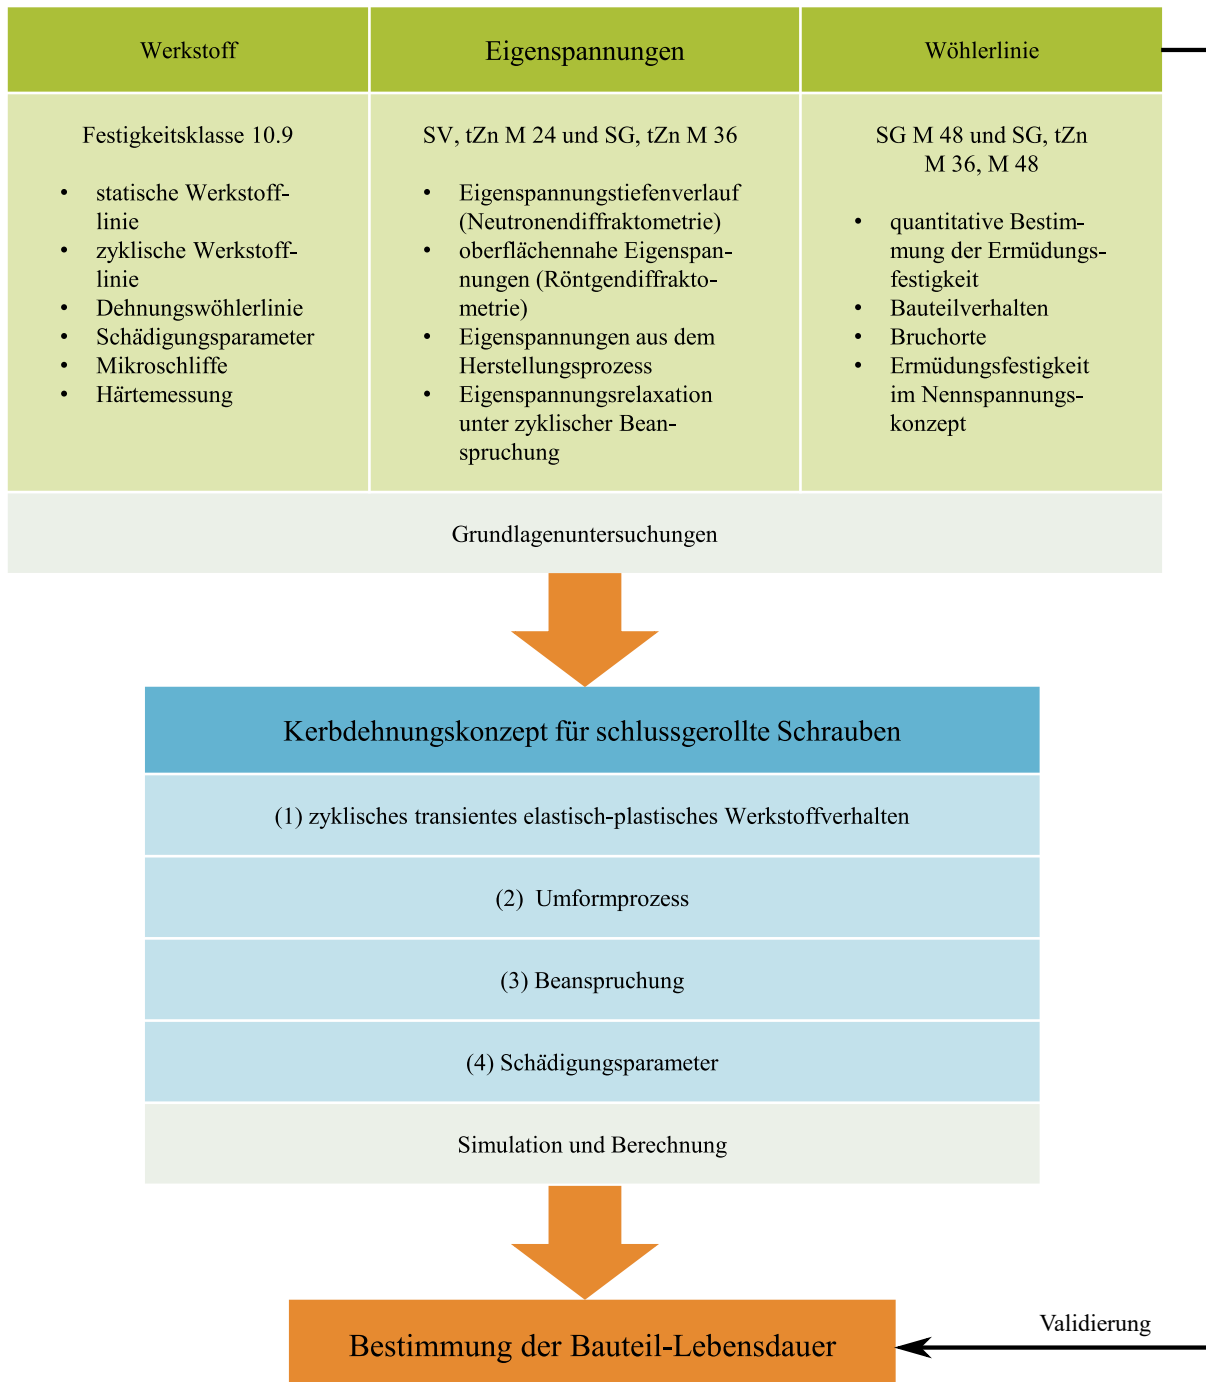 Werkstoff
Eigenspannungen
Wöhlerlinie
Festigkeitsklasse 10.9
• statische Werkstoff-
linie
• zyklische Werkstoff-
linie
• Dehnungswöhlerlinie
• Schädigungsparameter
• Mikroschliffe
• Härtemessung
SV, tZn M 24 und SG, tZn M 36
• Eigenspannungstiefenverlauf
(Neutronendiffraktometrie)
• oberflächennahe Eigenspan-
nungen (Röntgendiffrakto-
metrie)
• Eigenspannungen aus dem
Herstellungsprozess
• Eigenspannungsrelaxation
unter zyklischer Bean-
spruchung
SG M 48 und SG, tZn
M 36, M 48
• quantitative Bestim-
mung der Ermüdungs-
festigkeit
• Bauteilverhalten
• Bruchorte
• Ermüdungsfestigkeit
im Nennspannungs-
konzept
Grundlagenuntersuchungen
Kerbdehnungskonzept für schlussgerollte Schrauben
(1) zyklisches transientes elastisch-plastisches Werkstoffverhalten
(2) Umformprozess
(3) Beanspruchung
(4) Schädigungsparameter
Simulation und Berechnung
Bestimmung der Bauteil-Lebensdauer
Validierung